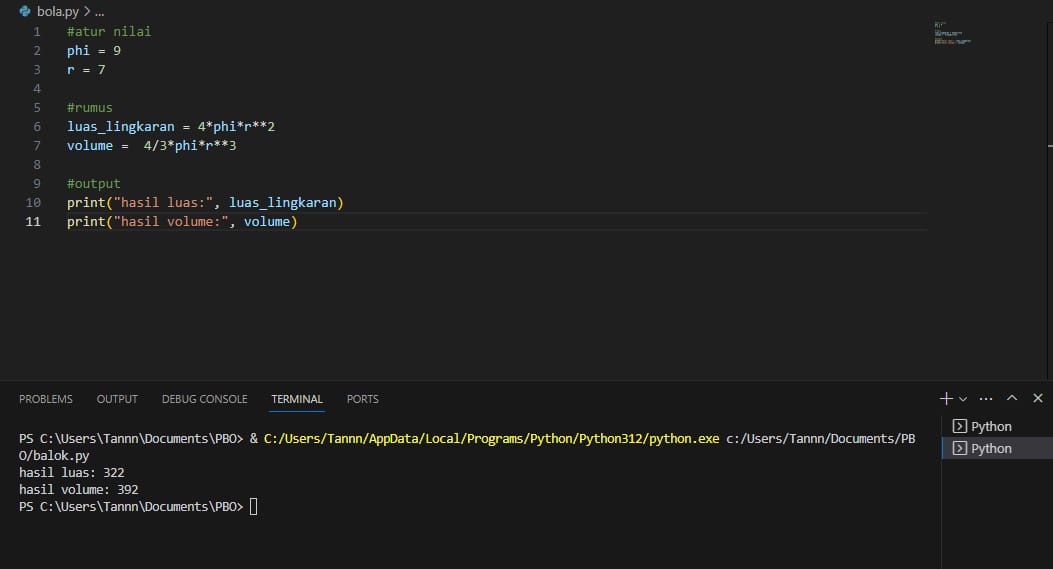 bola.py > ...
1 #atur nilai
2 phi = 9
3 r = 7
4
5 #rumus
6 luas_lingkaran = 4*phi*r**2
7 volume =  4/3*phi*r**3
8
9 #output
10 print("hasil luas:", luas_lingkaran)
11 print("hasil volume:", volume)
PROBLEMS OUTPUT DEBUG CONSOLE TERMINAL PORTS
PS C:\Users\Tannn\Documents\PBO> & C:/Users/Tannn/AppData/Local/Programs/Python/Python312/python.exe c:/Users/Tannn/Documents/PB
O/balok.py
hasil luas: 322
hasil volume: 392
PS C:\Users\Tannn\Documents\PBO>
Python
Python